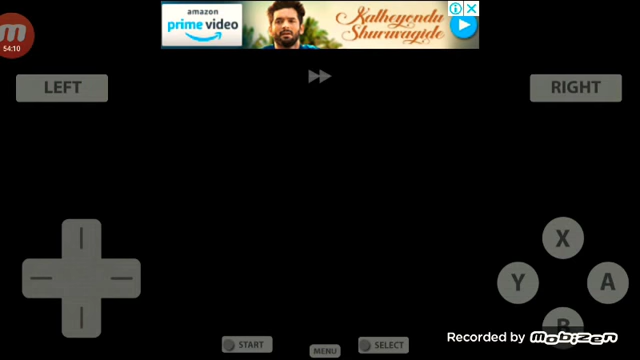 amazon
prime video
Katheyondu
Shuruvagide
54:10
LEFT
RIGHT
X
Y
A
B
START
MENU
SELECT
Recorded by mobizen